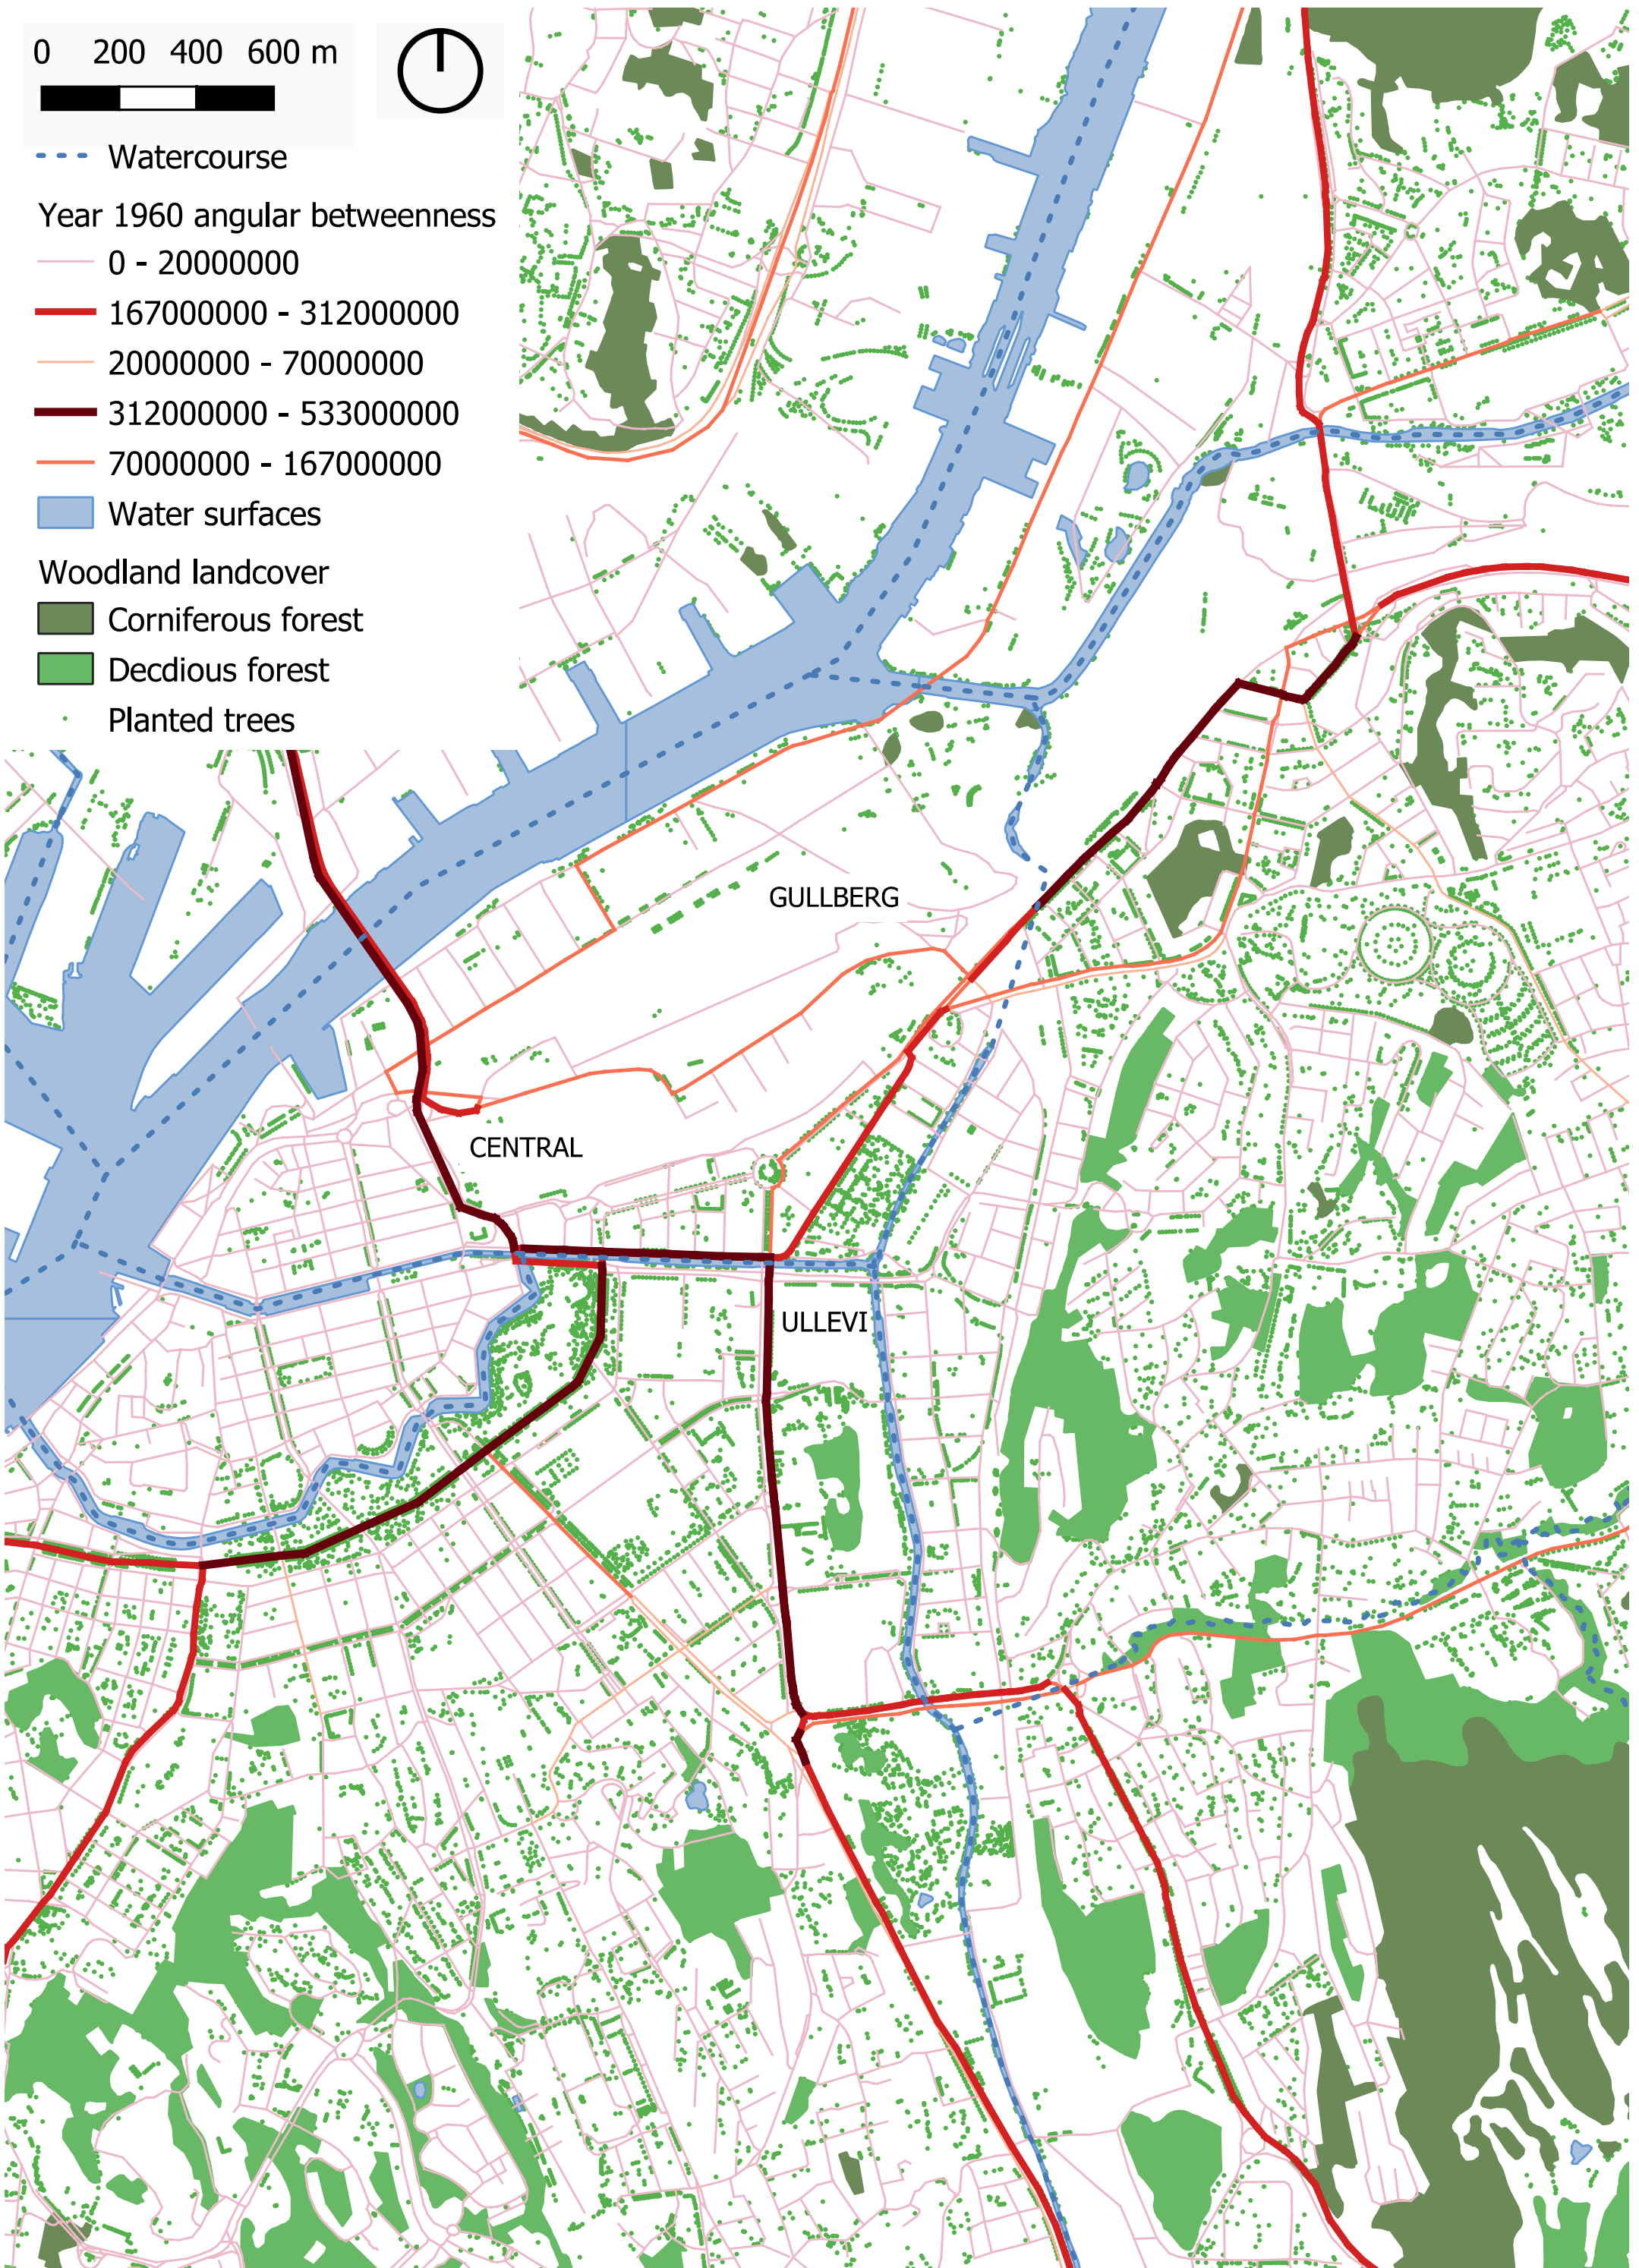 0 200 400 600 m
Watercourse
Year 1960 angular betweenness
0 - 20000000
167000000 - 312000000
20000000 - 70000000
312000000 - 533000000
70000000 - 167000000
Water surfaces
Woodland landcover
Corniferous forest
Decdious forest
Planted trees
GULLBERG
CENTRAL
ULLEVI